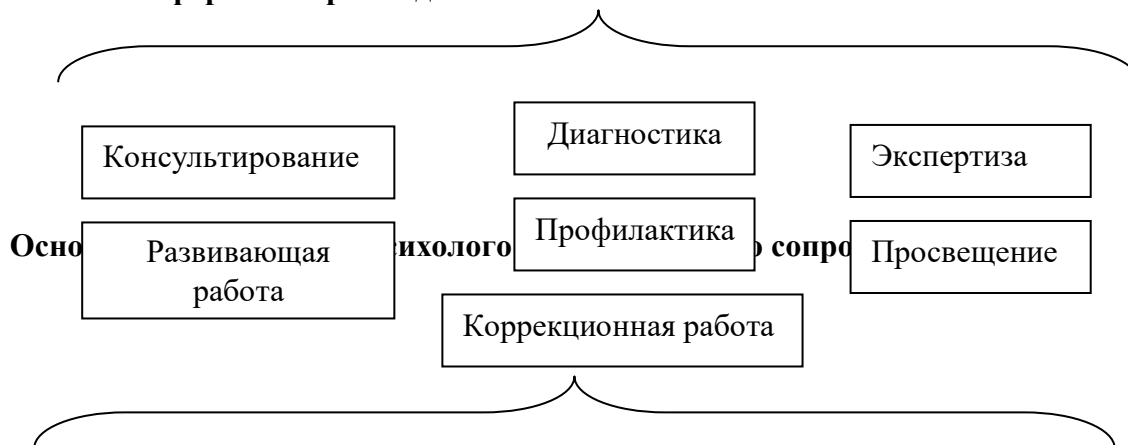 Диагностика
Консультирование
Экспертиза
Профилактика
Развивающая
работа
Просвещение
Коррекционная работа